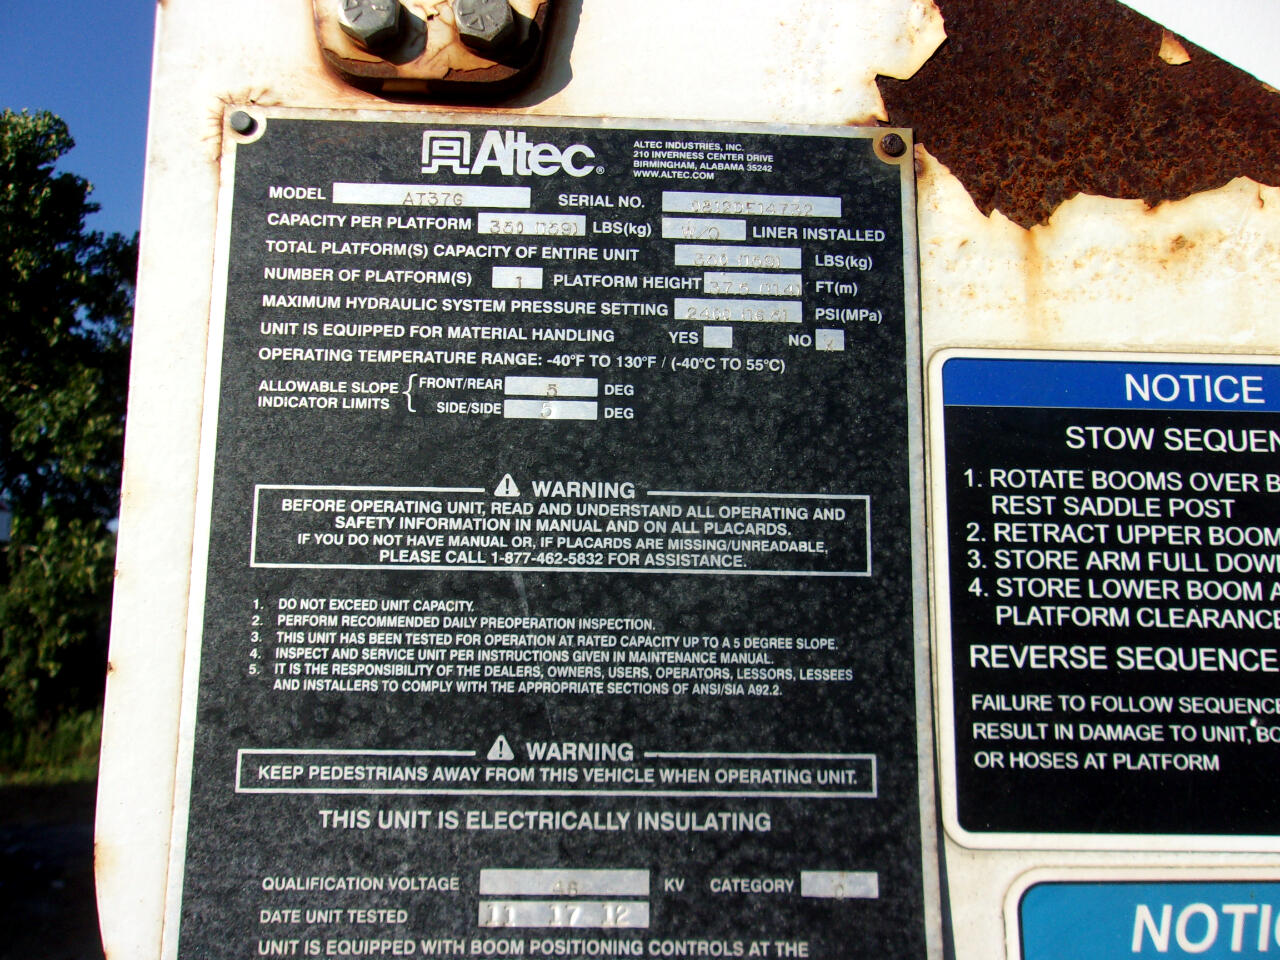 Altec®
ALTEC INDUSTRIES, INC.
210 INVERNESS CENTER DRIVE
BIRMINGHAM, ALABAMA 35242
WWW.ALTEC.COM
MODEL AT37G SERIAL NO.
CAPACITY PER PLATFORM 350 (159) LBS(kg) W/O LINER INSTALLED
TOTAL PLATFORM(S) CAPACITY OF ENTIRE UNIT 350 (159) LBS(kg)
NUMBER OF PLATFORM(S) 1 PLATFORM HEIGHT 37.5 FT(m)
MAXIMUM HYDRAULIC SYSTEM PRESSURE SETTING 2400 PSI(MPa)
UNIT IS EQUIPPED FOR MATERIAL HANDLING YES NO X
OPERATING TEMPERATURE RANGE: -40°F TO 130°F / (-40°C TO 55°C)
ALLOWABLE SLOPE INDICATOR LIMITS
FRONT/REAR 5 DEG
SIDE/SIDE 5 DEG
⚠ WARNING
BEFORE OPERATING UNIT, READ AND UNDERSTAND ALL OPERATING AND
SAFETY INFORMATION IN MANUAL AND ON ALL PLACARDS.
IF YOU DO NOT HAVE MANUAL OR, IF PLACARDS ARE MISSING/UNREADABLE,
PLEASE CALL 1-877-462-5832 FOR ASSISTANCE.
1. DO NOT EXCEED UNIT CAPACITY.
2. PERFORM RECOMMENDED DAILY PREOPERATION INSPECTION.
3. THIS UNIT HAS BEEN TESTED FOR OPERATION AT RATED CAPACITY UP TO A 5 DEGREE SLOPE.
4. INSPECT AND SERVICE UNIT PER INSTRUCTIONS GIVEN IN MAINTENANCE MANUAL.
5. IT IS THE RESPONSIBILITY OF THE DEALERS, OWNERS, USERS, OPERATORS, LESSORS, LESSEES
AND INSTALLERS TO COMPLY WITH THE APPROPRIATE SECTIONS OF ANSI/SIA A92.2.
⚠ WARNING
KEEP PEDESTRIANS AWAY FROM THIS VEHICLE WHEN OPERATING UNIT.
THIS UNIT IS ELECTRICALLY INSULATING
QUALIFICATION VOLTAGE 46 KV CATEGORY
DATE UNIT TESTED 11 17 12
UNIT IS EQUIPPED WITH BOOM POSITIONING CONTROLS AT THE
NOTICE
STOW SEQUEN
1. ROTATE BOOMS OVER B
REST SADDLE POST
2. RETRACT UPPER BOOM
3. STORE ARM FULL DOW
4. STORE LOWER BOOM A
PLATFORM CLEARANCE
REVERSE SEQUENCE
FAILURE TO FOLLOW SEQUENCE
RESULT IN DAMAGE TO UNIT, BO
OR HOSES AT PLATFORM
NOTIC